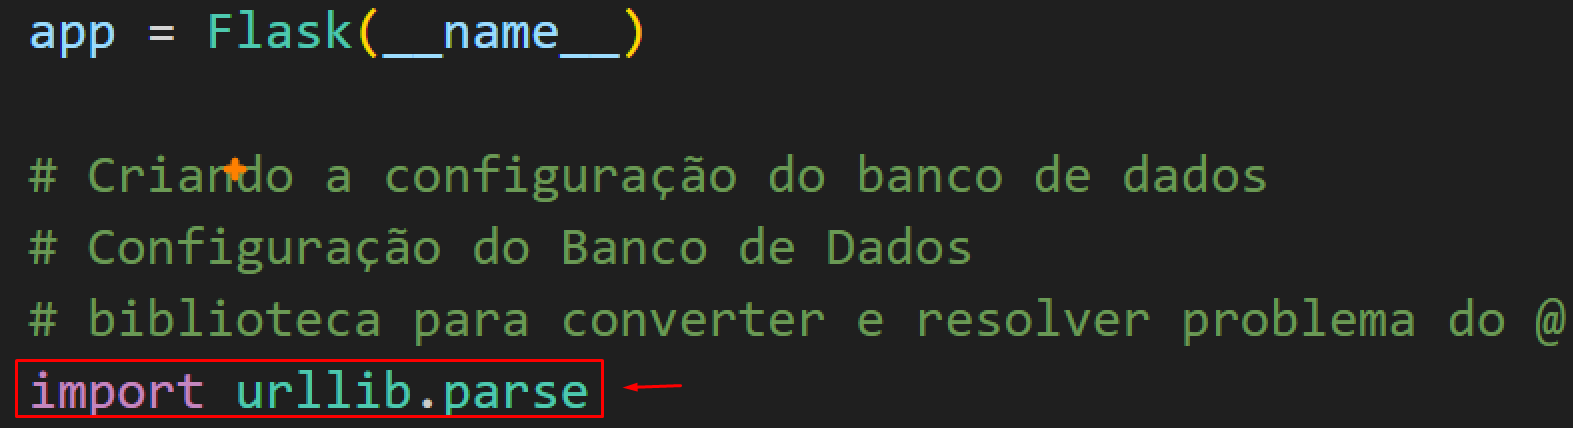 app = Flask(__name__)
# Criando a configuração do banco de dados
# Configuração do Banco de Dados
# biblioteca para converter e resolver problema do @
import urllib.parse